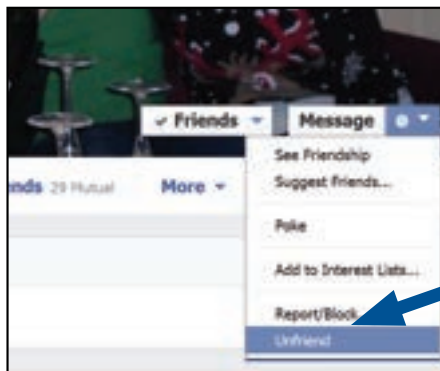 ✓ Friends Message
nds 29 Mutual More
See Friendship
Suggest Friends...
Poke
Add to Interest Lists...
Report/Block
Unfriend